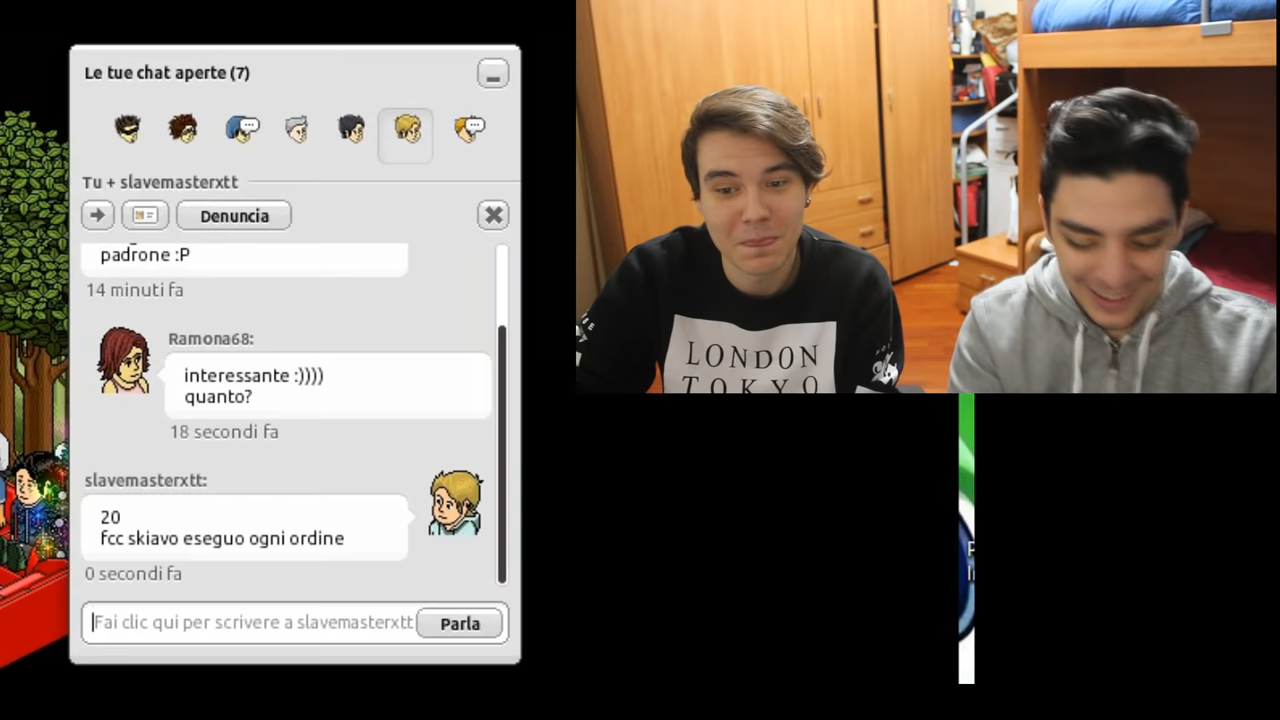 Le tue chat aperte (7)
Tu + slavemasterxtt
Denuncia
padrone :P
14 minuti fa
Ramona68:
interessante :))))
quanto?
18 secondi fa
slavemasterxtt:
20
fcc skiavo eseguo ogni ordine
0 secondi fa
Fai clic qui per scrivere a slavemasterxtt
Parla
LONDON
TOKYO